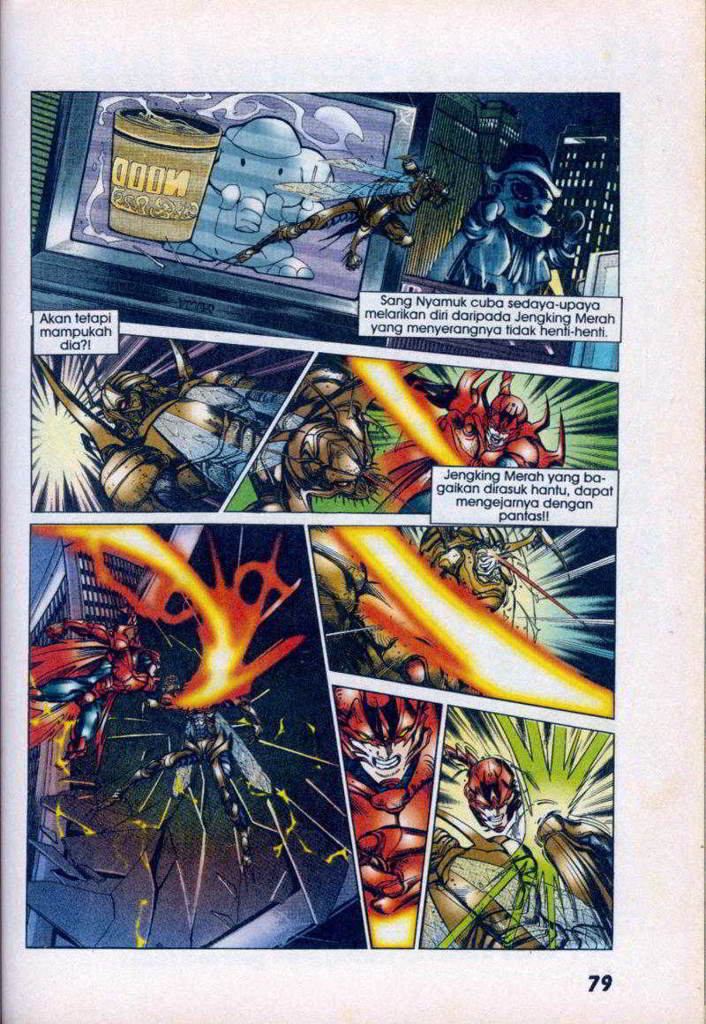 NOOD
Sang Nyamuk cuba sedaya-upaya
melarikan diri daripada Jengking Merah
yang menyerangnya tidak henti-henti.
Akan tetapi
mampukah
dia?!
Jengking Merah yang ba-
gaikan dirasuk hantu, dapat
mengejarnya dengan
pantas!!
79